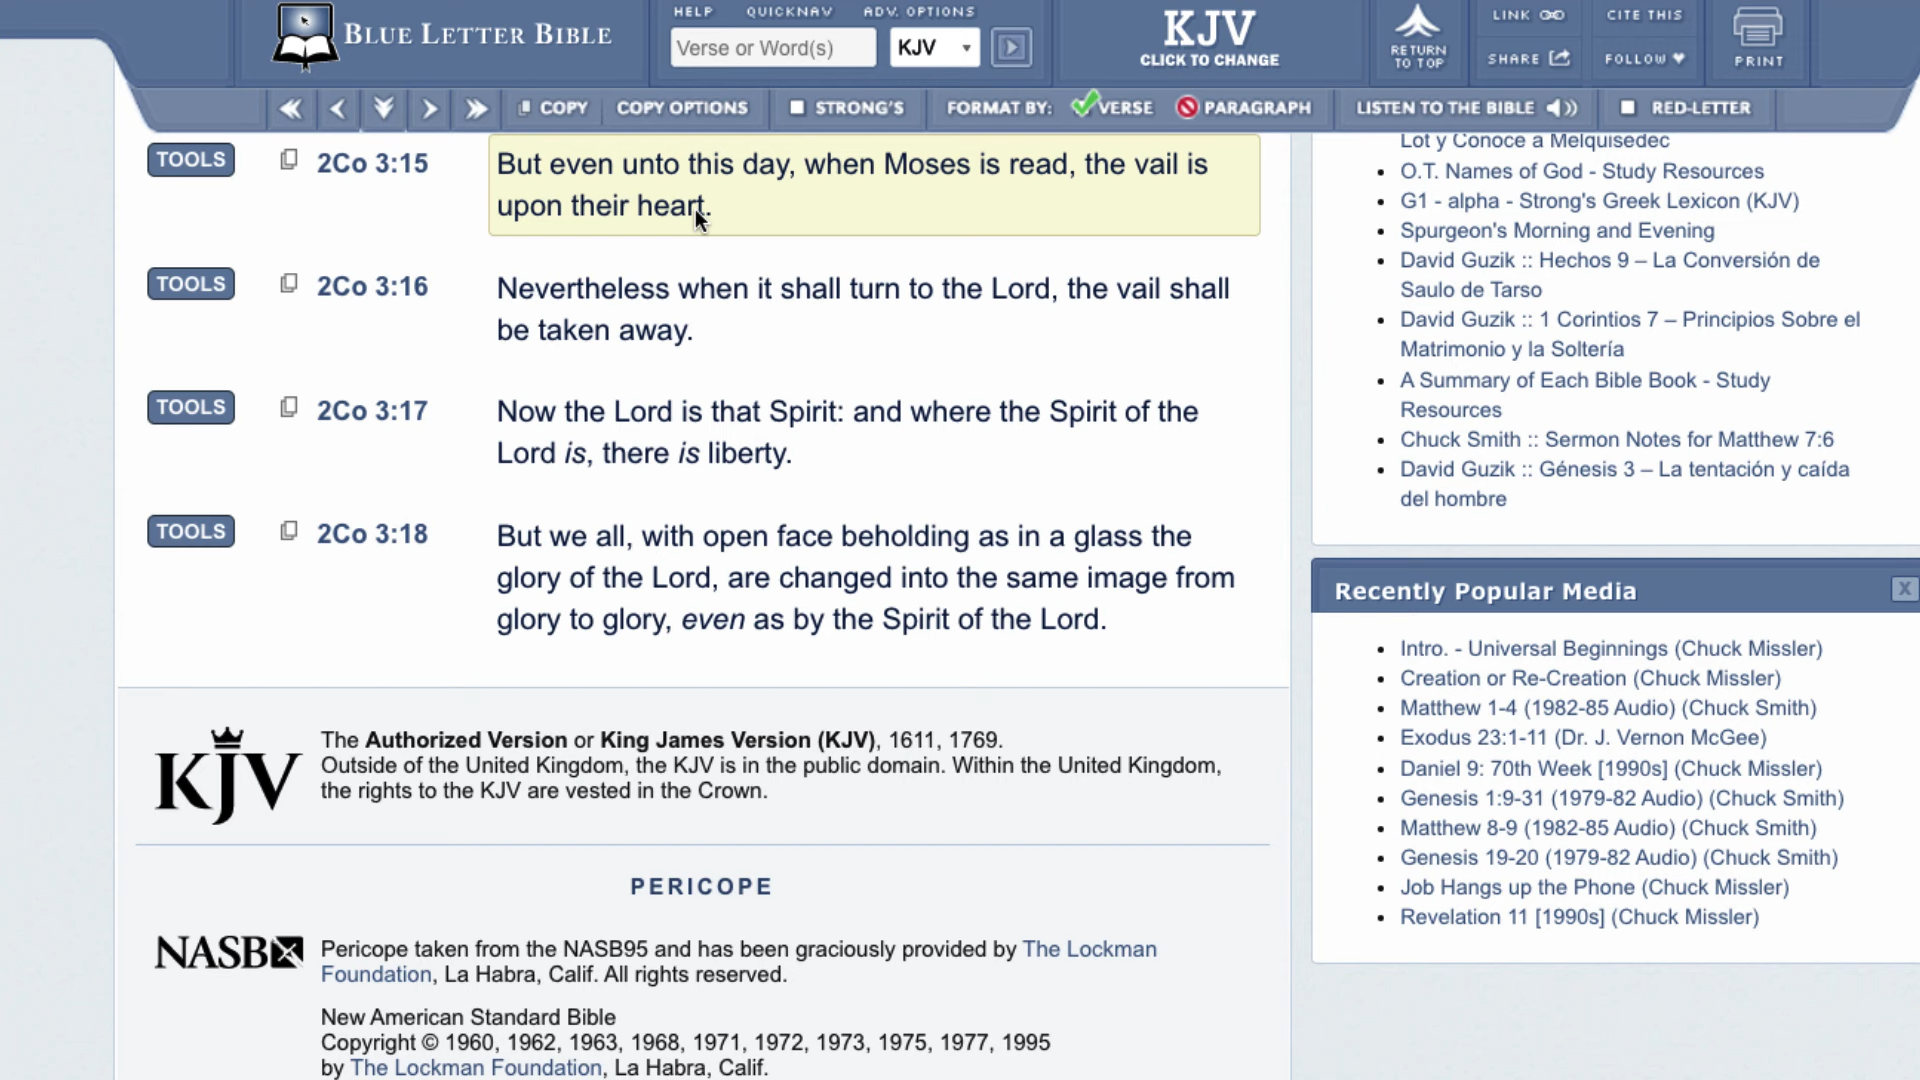 BLUE LETTER BIBLE
HELP QUICKNAV ADV. OPTIONS
Verse or Word(s) KJV
KJV
CLICK TO CHANGE
RETURN
TO TOP
LINK
SHARE
CITE THIS
FOLLOW
PRINT
COPY COPY OPTIONS STRONG'S FORMAT BY: VERSE PARAGRAPH LISTEN TO THE BIBLE RED-LETTER
TOOLS 2Co 3:15 But even unto this day, when Moses is read, the vail is
upon their heart.
TOOLS 2Co 3:16 Nevertheless when it shall turn to the Lord, the vail shall
be taken away.
TOOLS 2Co 3:17 Now the Lord is that Spirit: and where the Spirit of the
Lord is, there is liberty.
TOOLS 2Co 3:18 But we all, with open face beholding as in a glass the
glory of the Lord, are changed into the same image from
glory to glory, even as by the Spirit of the Lord.
KJV
The Authorized Version or King James Version (KJV), 1611, 1769.
Outside of the United Kingdom, the KJV is in the public domain. Within the United Kingdom,
the rights to the KJV are vested in the Crown.
PERICOPE
NASB
Pericope taken from the NASB95 and has been graciously provided by The Lockman
Foundation, La Habra, Calif. All rights reserved.
New American Standard Bible
Copyright © 1960, 1962, 1963, 1968, 1971, 1972, 1973, 1975, 1977, 1995
by The Lockman Foundation, La Habra, Calif.
Lot y Conoce a Melquisedec
O.T. Names of God - Study Resources
G1 - alpha - Strong's Greek Lexicon (KJV)
Spurgeon's Morning and Evening
David Guzik :: Hechos 9 – La Conversión de
Saulo de Tarso
David Guzik :: 1 Corintios 7 – Principios Sobre el
Matrimonio y la Soltería
A Summary of Each Bible Book - Study
Resources
Chuck Smith :: Sermon Notes for Matthew 7:6
David Guzik :: Génesis 3 – La tentación y caída
del hombre
Recently Popular Media X
Intro. - Universal Beginnings (Chuck Missler)
Creation or Re-Creation (Chuck Missler)
Matthew 1-4 (1982-85 Audio) (Chuck Smith)
Exodus 23:1-11 (Dr. J. Vernon McGee)
Daniel 9: 70th Week [1990s] (Chuck Missler)
Genesis 1:9-31 (1979-82 Audio) (Chuck Smith)
Matthew 8-9 (1982-85 Audio) (Chuck Smith)
Genesis 19-20 (1979-82 Audio) (Chuck Smith)
Job Hangs up the Phone (Chuck Missler)
Revelation 11 [1990s] (Chuck Missler)